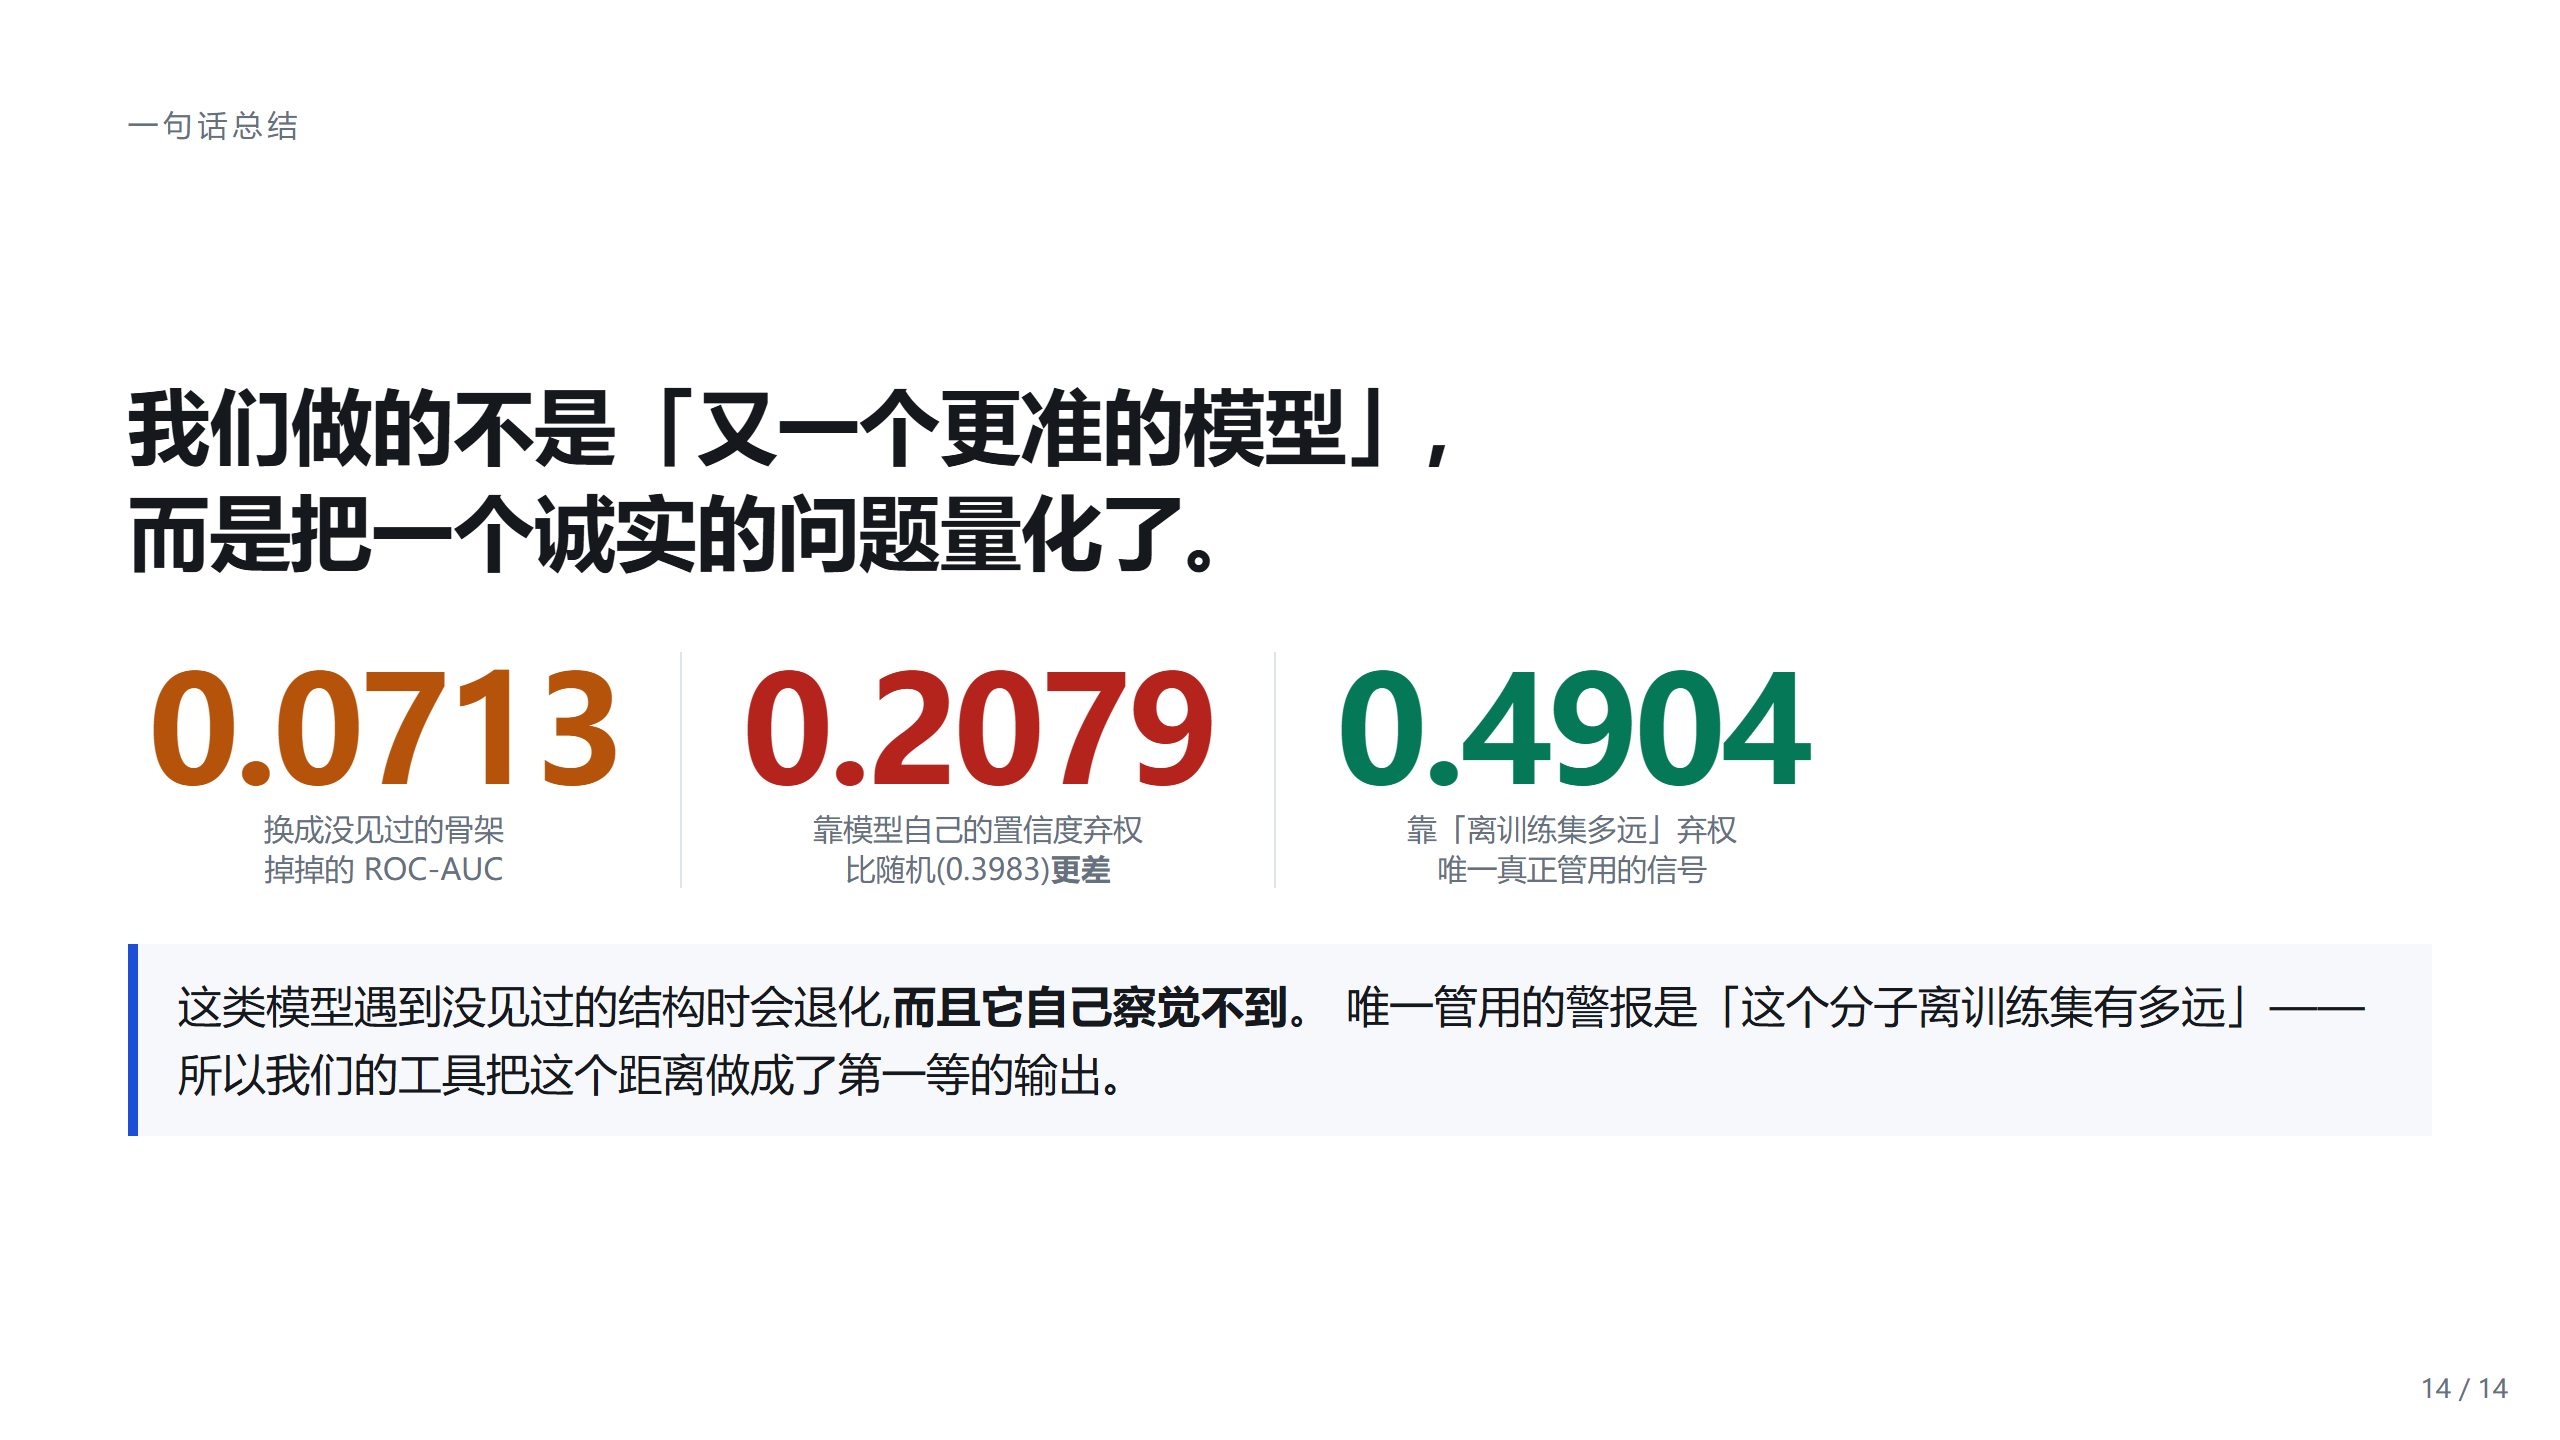 一句话总结
我们做的不是「又一个更准的模型」,
而是把一个诚实的问题量化了。
0.0713
换成没见过的骨架
掉掉的 ROC-AUC
0.2079
靠模型自己的置信度弃权
比随机(0.3983)更差
0.4904
靠「离训练集多远」弃权
唯一真正管用的信号
这类模型遇到没见过的结构时会退化,而且它自己察觉不到。 唯一管用的警报是「这个分子离训练集有多远」——
所以我们的工具把这个距离做成了第一等的输出。
14 / 14